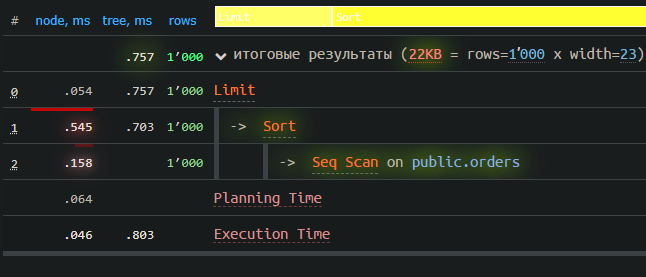 # node, ms tree, ms rows Limit Sort
.757 1’000 итоговые результаты (22KB = rows=1’000 x width=23)
0 .054 .757 1’000 Limit
1 .545 .703 1’000 -> Sort
2 .158 1’000 -> Seq Scan on public.orders
.064 Planning Time
.046 .803 Execution Time